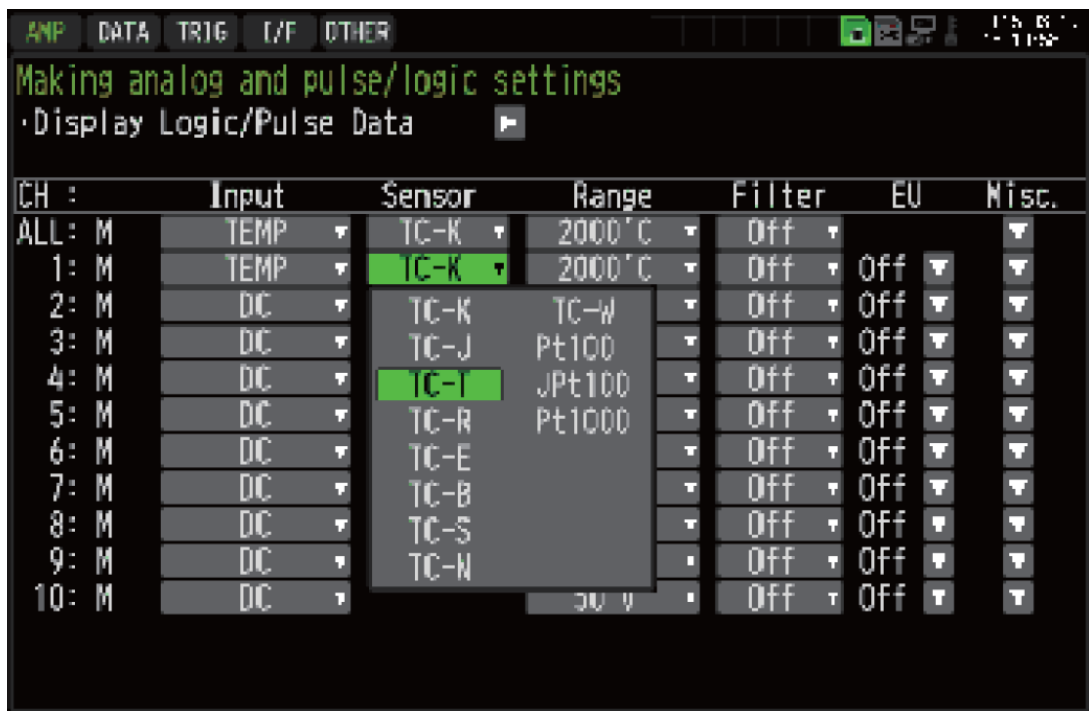 AMP DATA TRIG I/F OTHER
Making analog and pulse/logic settings
·Display Logic/Pulse Data
CH : Input Sensor Range Filter EU Misc.
ALL: M TEMP TC-K 2000°C Off
1: M TEMP TC-K 2000°C Off Off
2: M DC TC-K TC-W Off Off
3: M DC TC-J Pt100 Off Off
4: M DC TC-T JPt100 Off Off
5: M DC TC-R Pt1000 Off Off
6: M DC TC-E Off Off
7: M DC TC-B Off Off
8: M DC TC-S Off Off
9: M DC TC-N Off Off
10: M DC 50 V Off Off